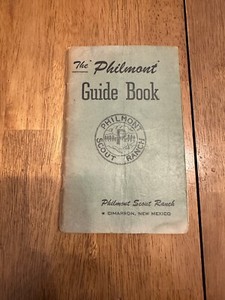 The "Philmont"
Guide Book
PHILMONT
SCOUT RANCH
Philmont Scout Ranch
★ CIMARRON, NEW MEXICO